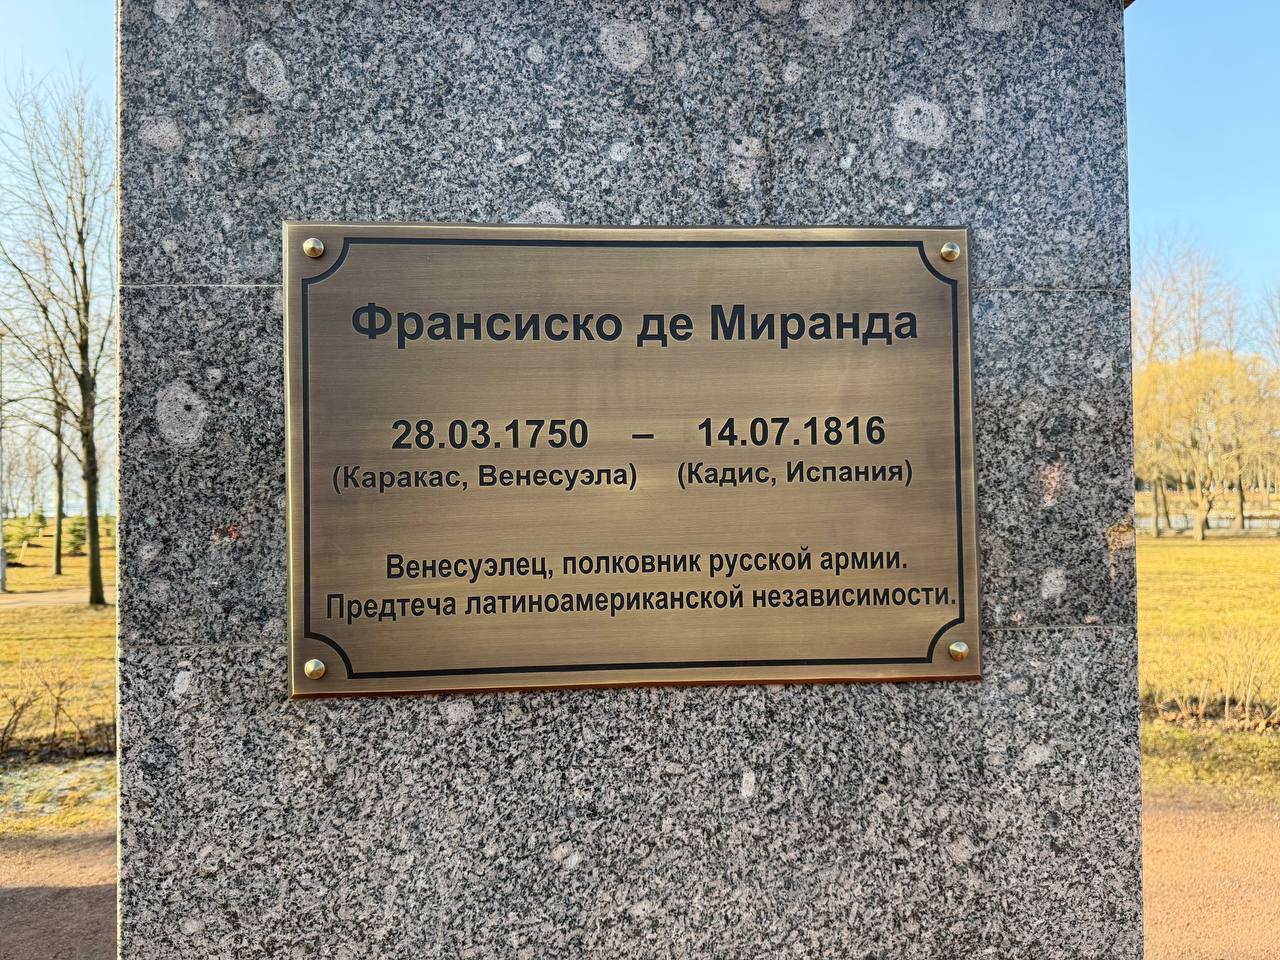 Франсиско де Миранда
28.03.1750 – 14.07.1816
(Каракас, Венесуэла) (Кадис, Испания)
Венесуэлец, полковник русской армии.
Предтеча латиноамериканской независимости.